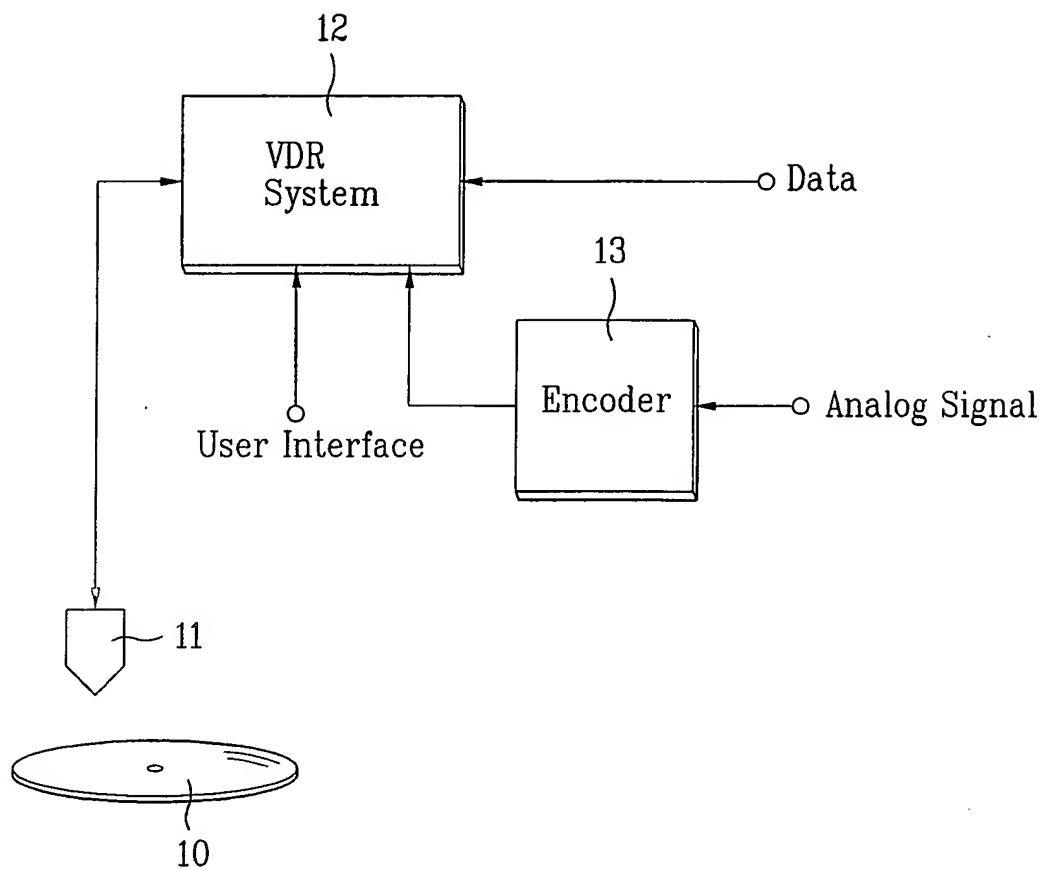 12
VDR
System
Data
13
Encoder
Analog Signal
User Interface
11
10